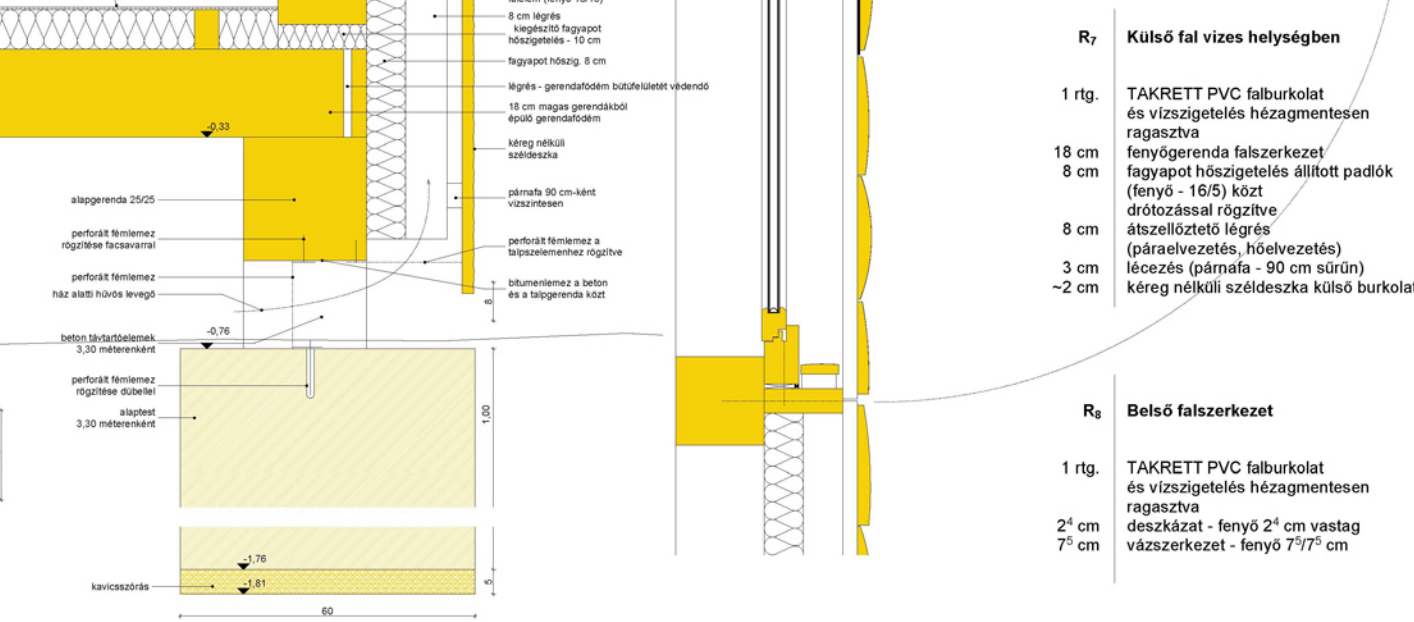 8 cm légrés
kiegészítő fagyapot
hőszigetelés - 10 cm
fagyapot hőszig. 8 cm
légrés - gerendafödém bütüfelületét védendő
18 cm magas gerendákból
épülő gerendafödém
-0,33
kéreg nélküli
széldeszka
alapgerenda 25/25
párnafa 90 cm-ként
vízszintesen
perforált fémlemez
rögzítése facsavarral
perforált fémlemez a
talpszelemenhez rögzítve
perforált fémlemez
ház alatti hűvös levegő
bitumenlemez a beton
és a talpgerenda közt
8
-0,76
beton távtartóelemek
3,30 méterenként
perforált fémlemez
rögzítése dübellel
alaptest
3,30 méterenként
1,00
-1,76
kavicsszórás
-1,81
5
60
R7 Külső fal vizes helységben
1 rtg. TAKRETT PVC falburkolat
és vízszigetelés hézagmentesen
ragasztva
18 cm fenyőgerenda falszerkezet
8 cm fagyapot hőszigetelés állított padlók
(fenyő - 16/5) közt
drótozással rögzítve
8 cm átszellőztető légrés
(páraelvezetés, hőelvezetés)
3 cm lécezés (párnafa - 90 cm sűrűn)
~2 cm kéreg nélküli széldeszka külső burkolat
R8 Belső falszerkezet
1 rtg. TAKRETT PVC falburkolat
és vízszigetelés hézagmentesen
ragasztva
2⁴ cm deszkázat - fenyő 2⁴ cm vastag
7⁵ cm vázszerkezet - fenyő 7⁵/7⁵ cm